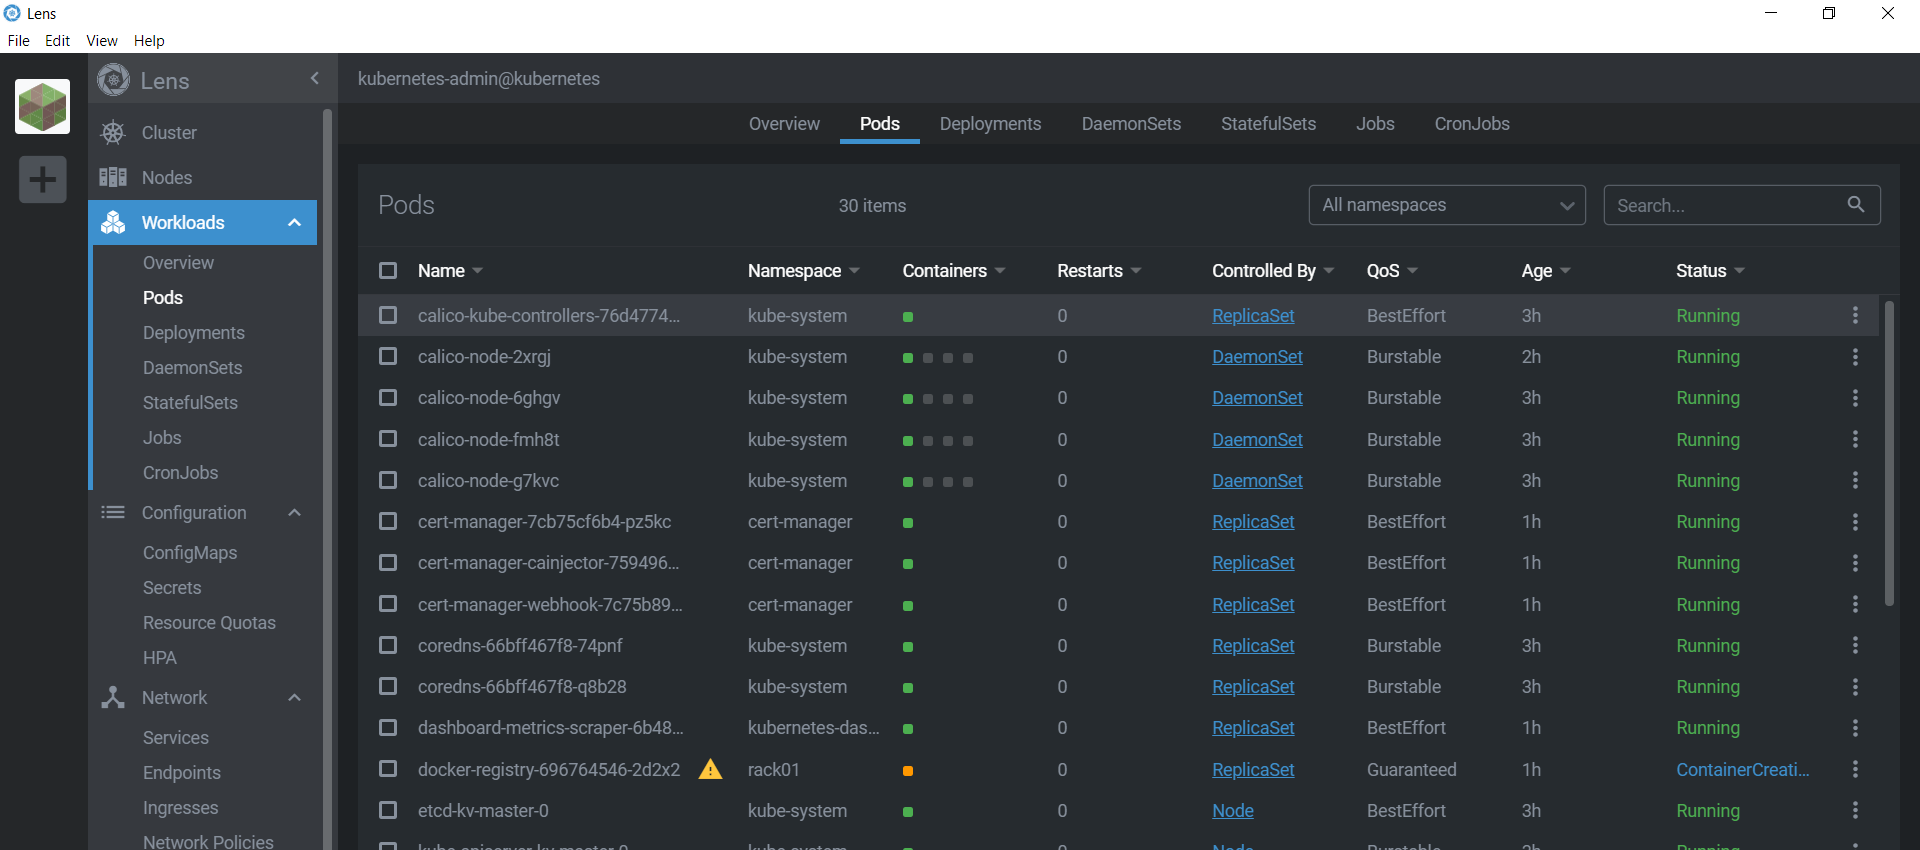 Lens
File Edit View Help
Lens
kubernetes-admin@kubernetes
Cluster
Nodes
Workloads
Overview
Pods
Deployments
DaemonSets
StatefulSets
Jobs
CronJobs
Configuration
ConfigMaps
Secrets
Resource Quotas
HPA
Network
Services
Endpoints
Ingresses
Network Policies
Overview Pods Deployments DaemonSets StatefulSets Jobs CronJobs
Pods 30 items All namespaces Search...
Name Namespace Containers Restarts Controlled By QoS Age Status
calico-kube-controllers-76d4774... kube-system 0 ReplicaSet BestEffort 3h Running
calico-node-2xrgj kube-system 0 DaemonSet Burstable 2h Running
calico-node-6ghgv kube-system 0 DaemonSet Burstable 3h Running
calico-node-fmh8t kube-system 0 DaemonSet Burstable 3h Running
calico-node-g7kvc kube-system 0 DaemonSet Burstable 3h Running
cert-manager-7cb75cf6b4-pz5kc cert-manager 0 ReplicaSet BestEffort 1h Running
cert-manager-cainjector-759496... cert-manager 0 ReplicaSet BestEffort 1h Running
cert-manager-webhook-7c75b89... cert-manager 0 ReplicaSet BestEffort 1h Running
coredns-66bff467f8-74pnf kube-system 0 ReplicaSet Burstable 3h Running
coredns-66bff467f8-q8b28 kube-system 0 ReplicaSet Burstable 3h Running
dashboard-metrics-scraper-6b48... kubernetes-das... 0 ReplicaSet BestEffort 1h Running
docker-registry-696764546-2d2x2 rack01 0 ReplicaSet Guaranteed 1h ContainerCreati...
etcd-kv-master-0 kube-system 0 Node BestEffort 3h Running